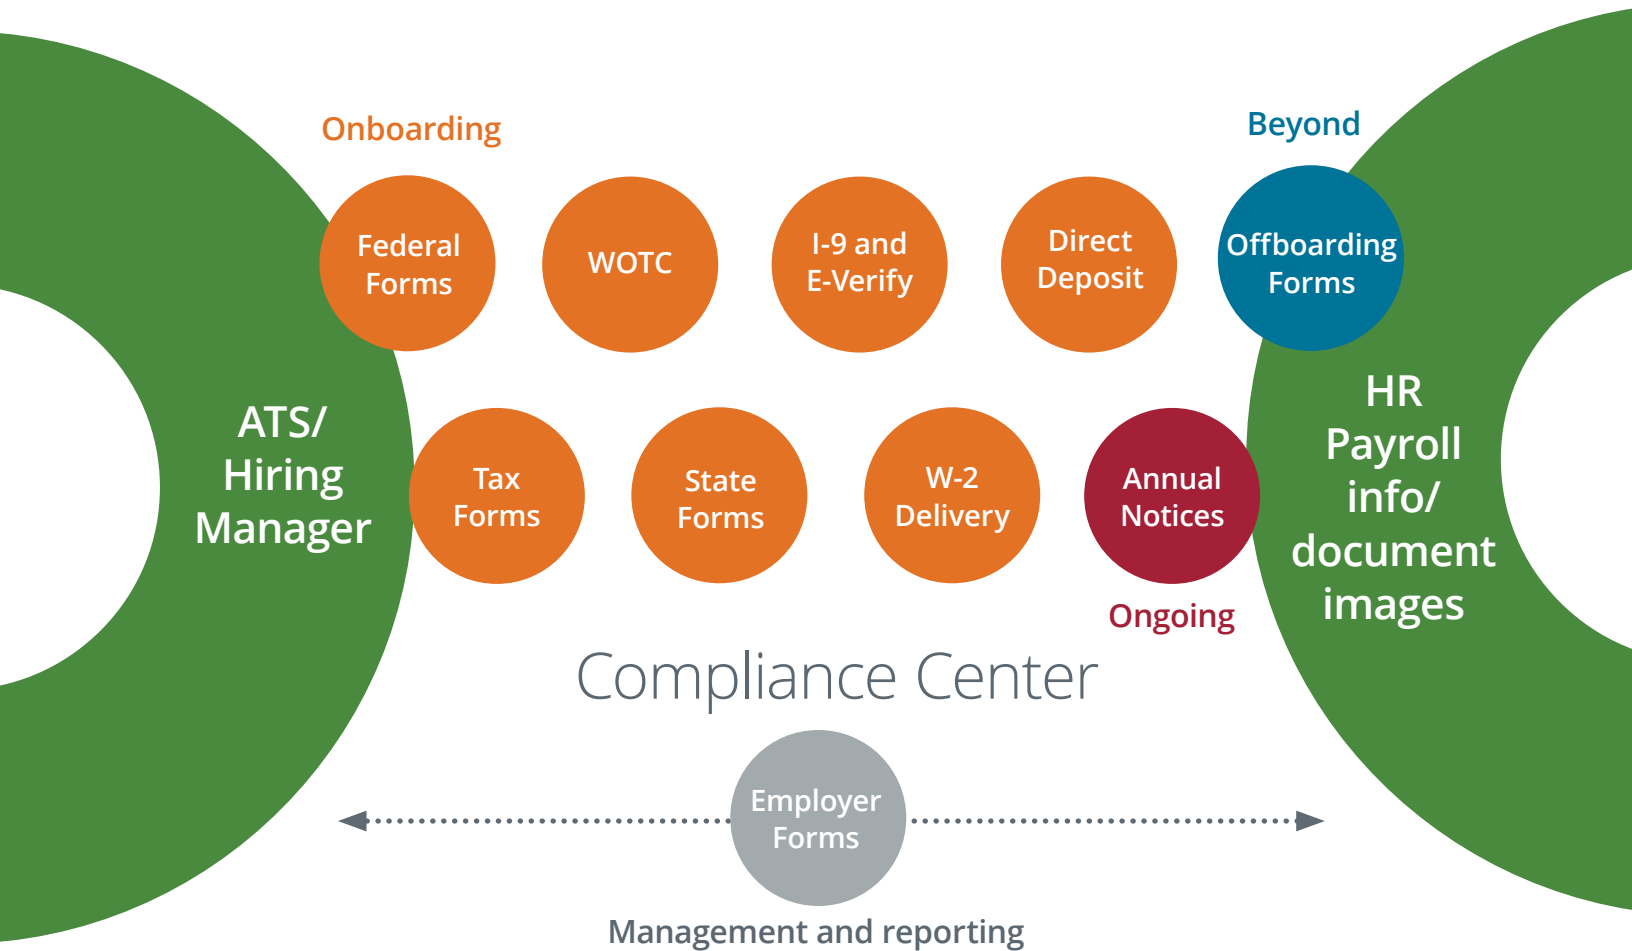 Onboarding
Beyond
Federal
Forms
WOTC
I-9 and
E-Verify
Direct
Deposit
Offboarding
Forms
ATS/
Hiring
Manager
Tax
Forms
State
Forms
W-2
Delivery
Annual
Notices
Ongoing
HR
Payroll
info/
document
images
Compliance Center
Employer
Forms
Management and reporting